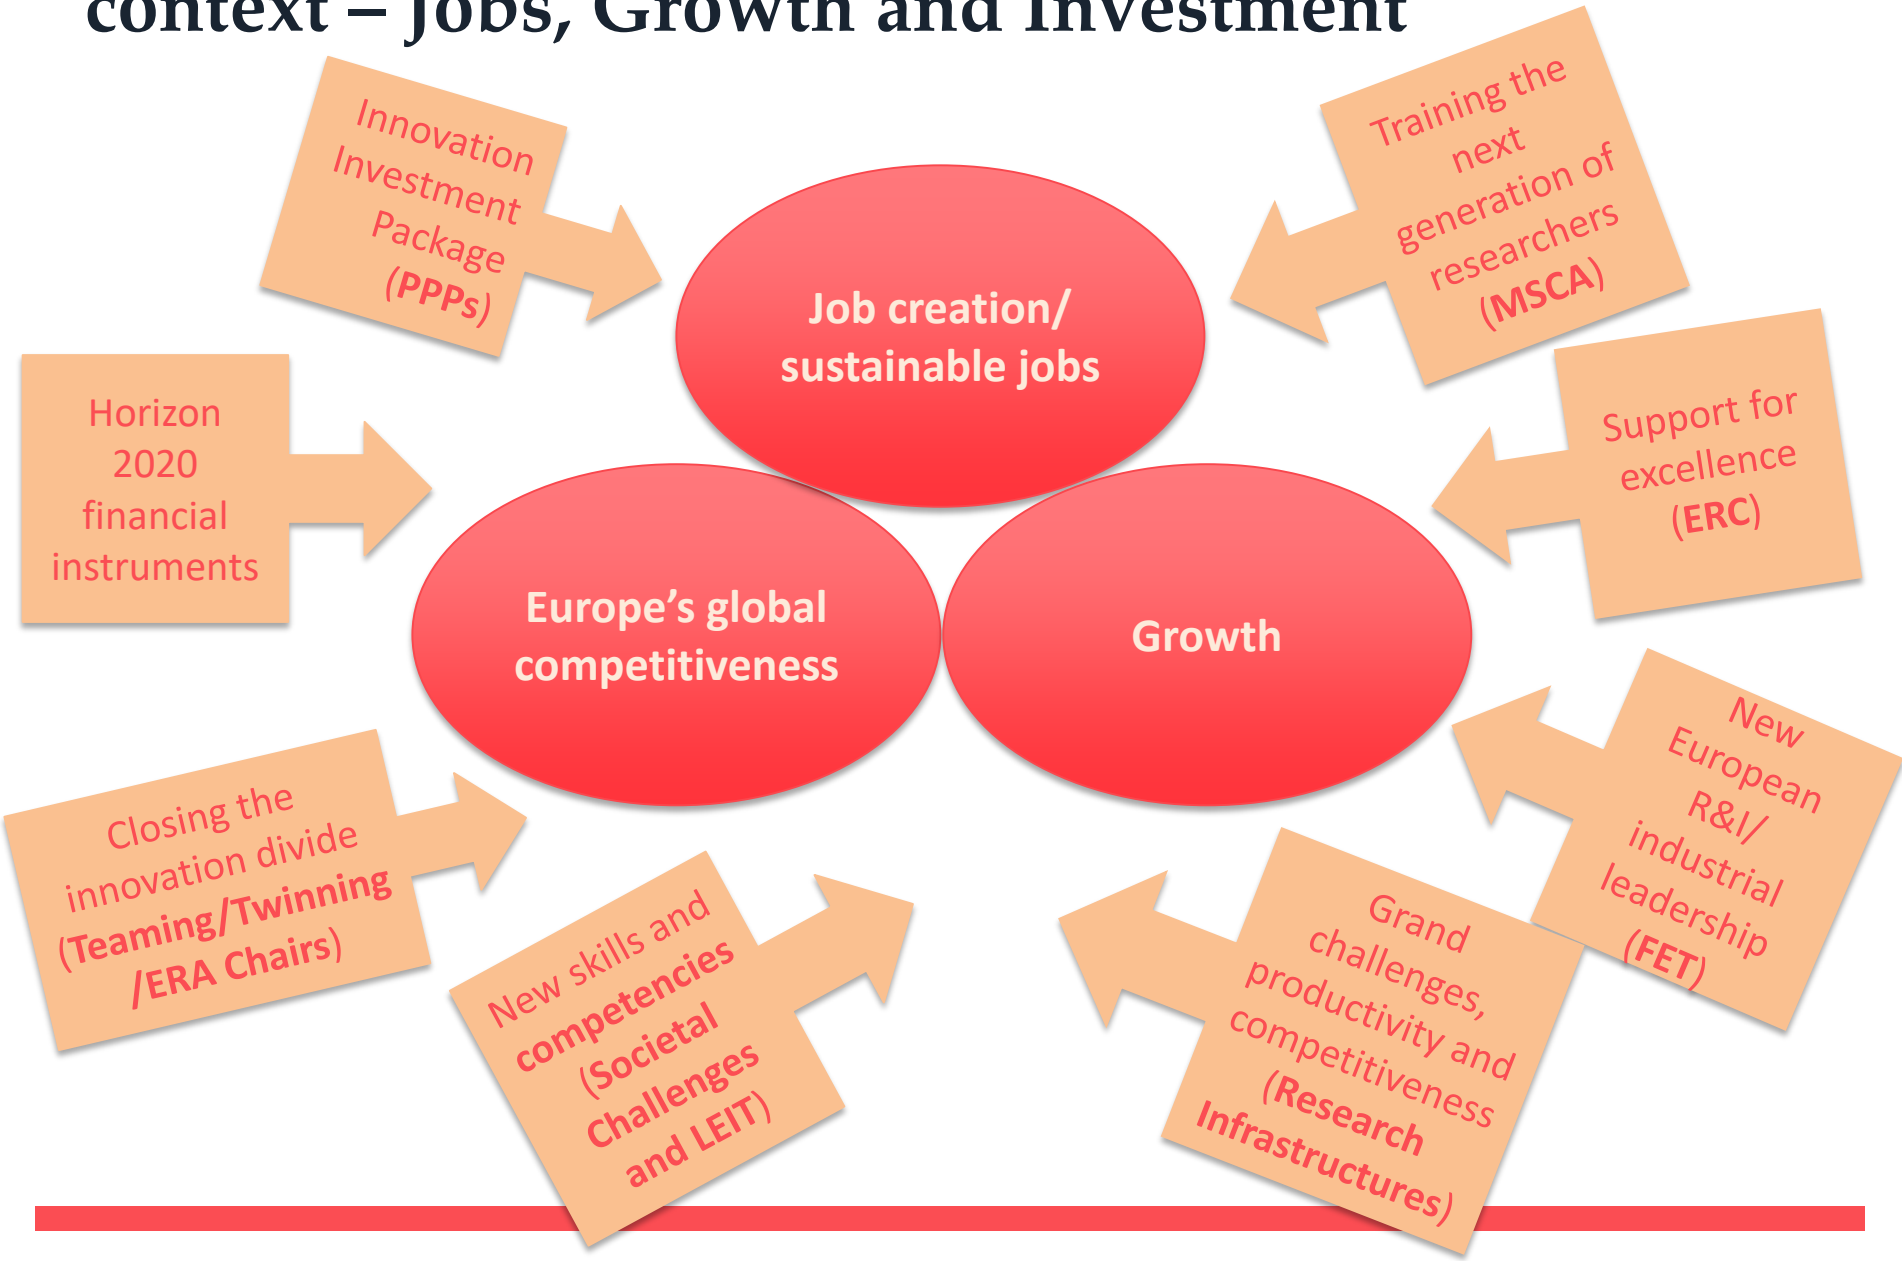 context – Jobs, Growth and Investment
Innovation
Investment
Package
(PPPs)
Training the
next
generation of
researchers
(MSCA)
Job creation/
sustainable jobs
Horizon
2020
financial
instruments
Support for
excellence
(ERC)
Europe’s global
competitiveness
Growth
New
European
R&I/
industrial
leadership
(FET)
Closing the
innovation divide
(Teaming/Twinning
/ERA Chairs)
New skills and
competencies
(Societal
Challenges
and LEIT)
Grand
challenges,
productivity and
competitiveness
(Research
Infrastructures)